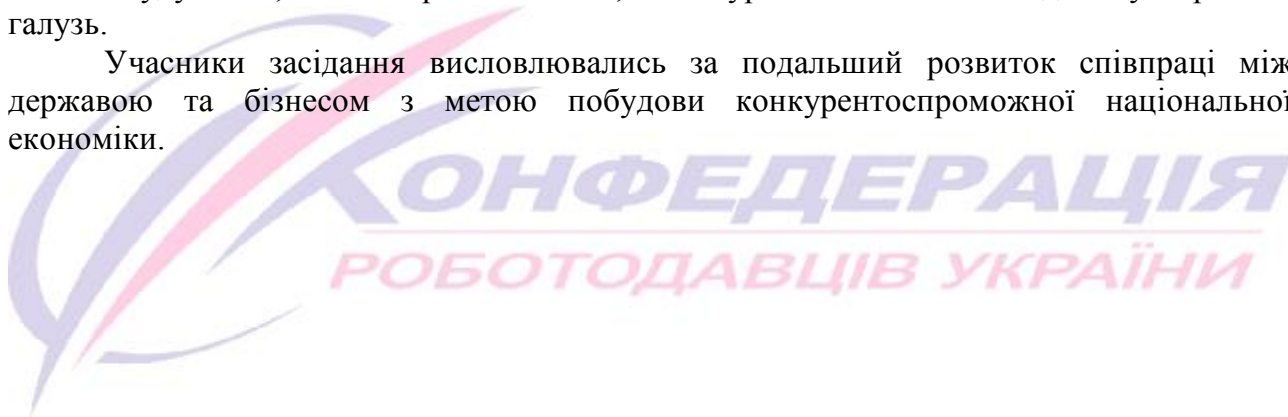 галузь.
Учасники засідання висловлювались за подальший розвиток співпраці між
державою та бізнесом з метою побудови конкурентоспроможної національної
економіки.
КОНФЕДЕРАЦІЯ
РОБОТОДАВЦІВ УКРАЇНИ